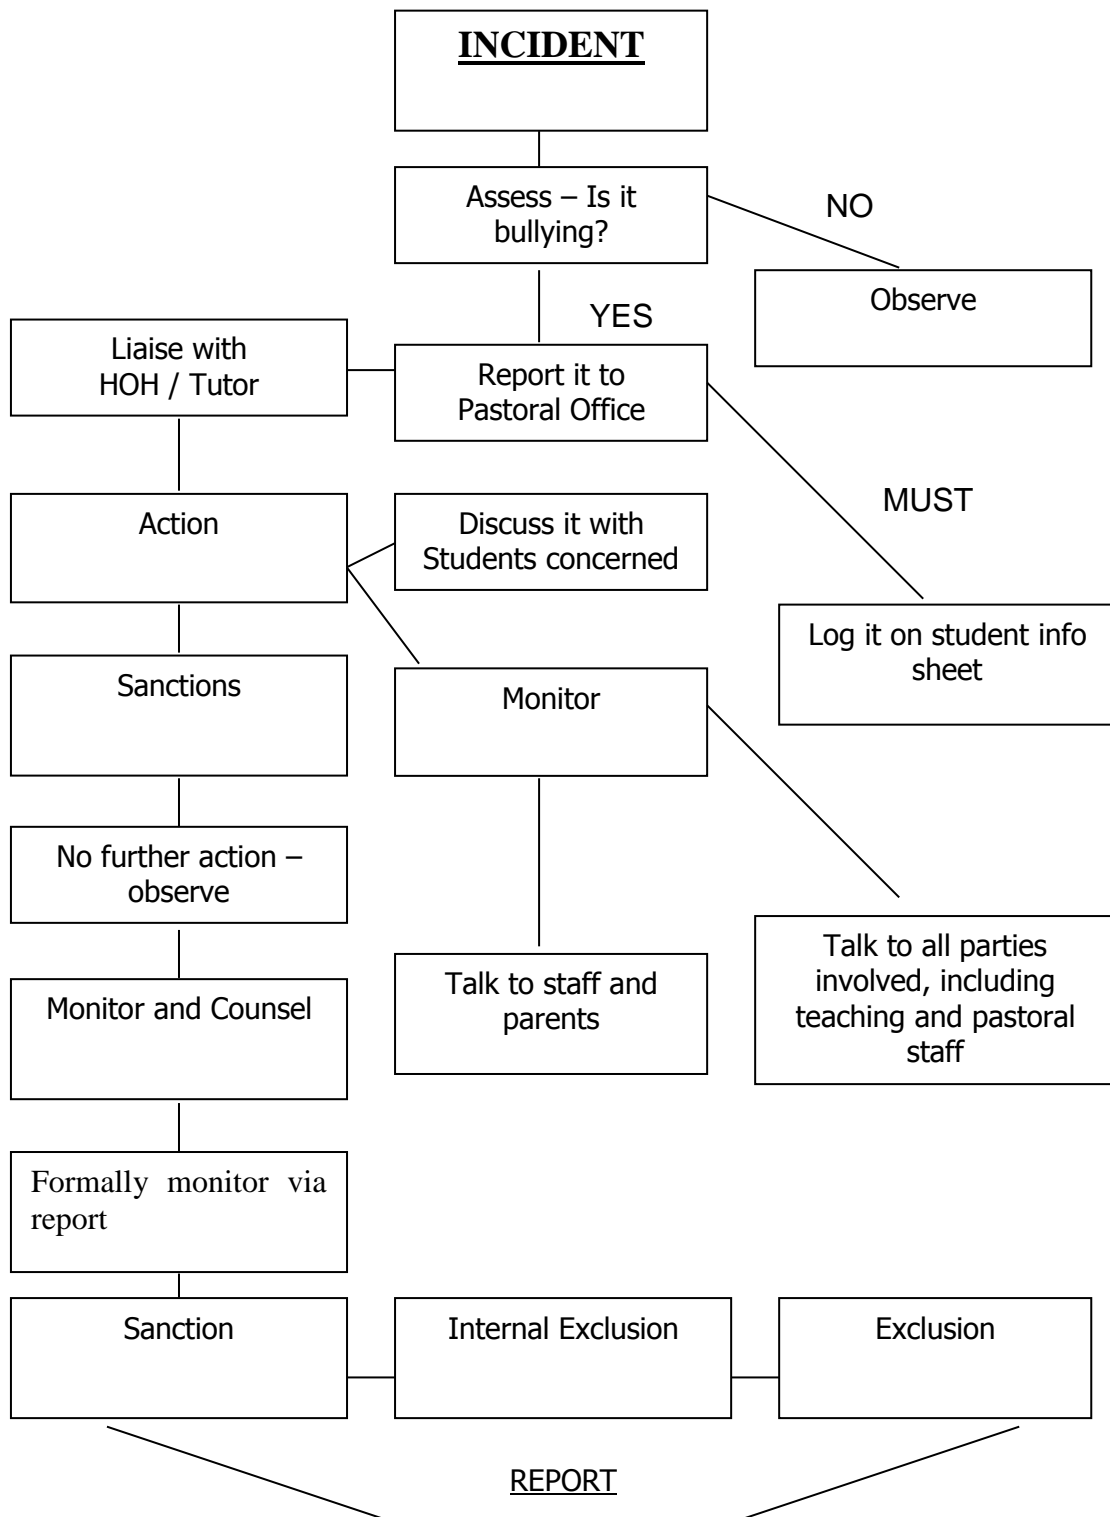 INCIDENT
Assess – Is it
bullying?
NO
Observe
YES
Liaise with
HOH / Tutor
Report it to
Pastoral Office
MUST
Action
Discuss it with
Students concerned
Log it on student info
sheet
Sanctions
Monitor
No further action –
observe
Talk to staff and
parents
Talk to all parties
involved, including
teaching and pastoral
staff
Monitor and Counsel
Formally monitor via
report
Sanction
Internal Exclusion
Exclusion
REPORT